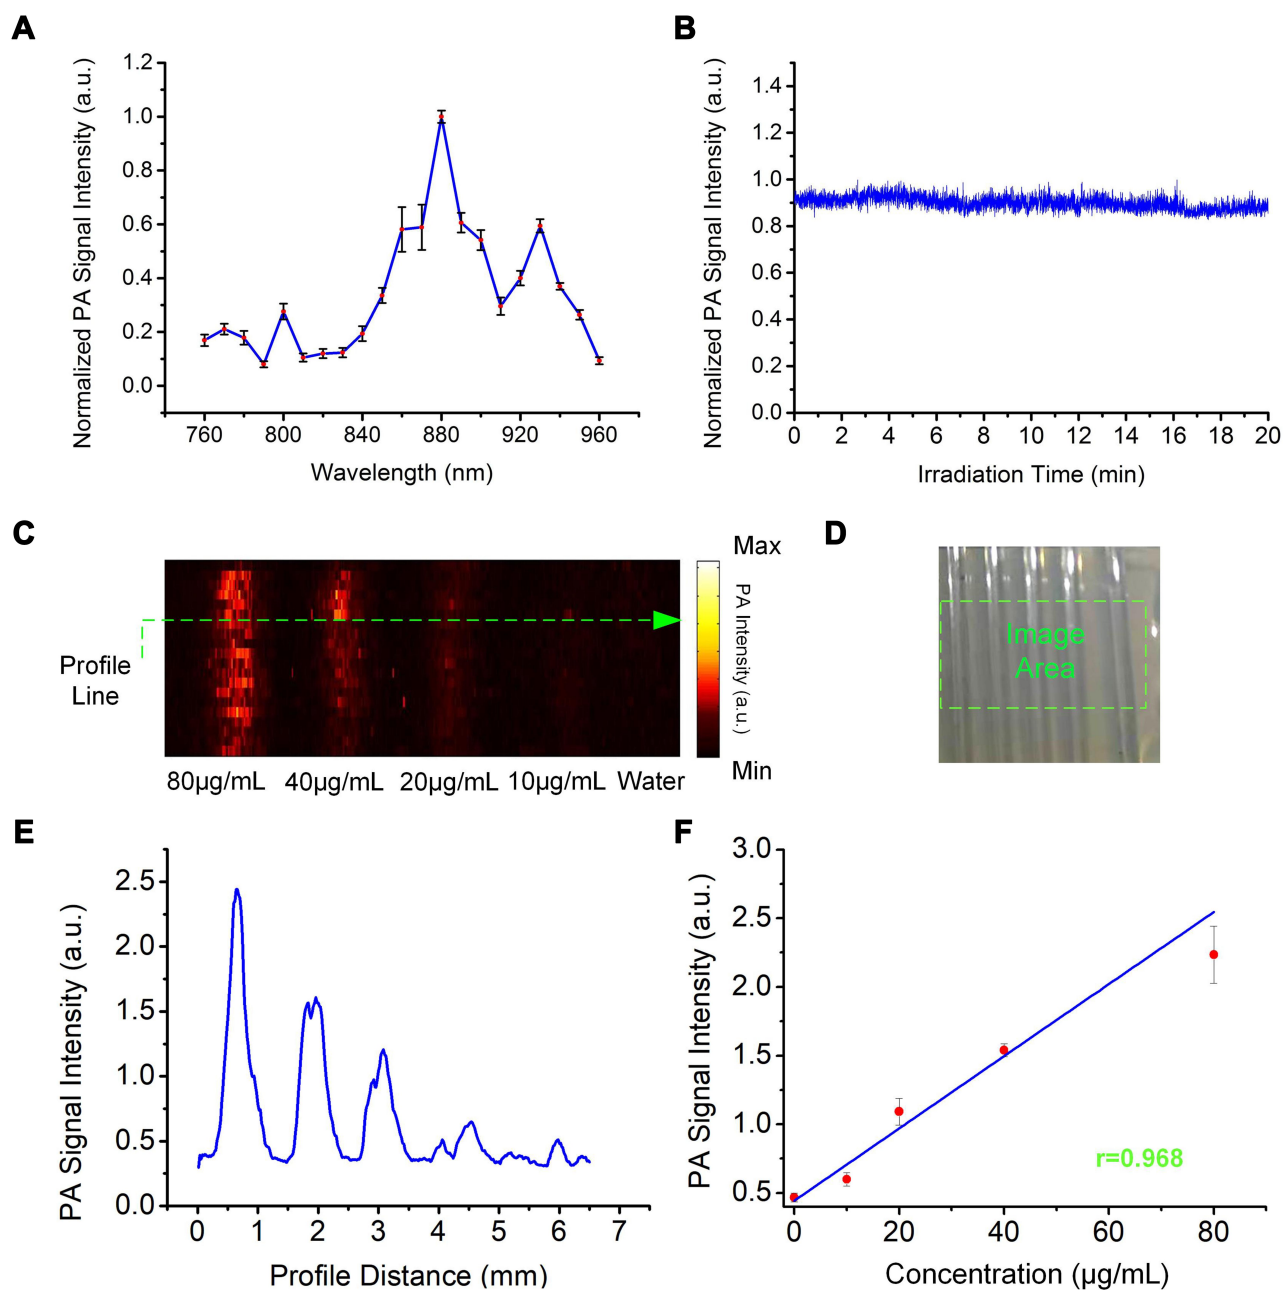 A
Normalized PA Signal Intensity (a.u.)
1.2
1.0
0.8
0.6
0.4
0.2
0.0
760 800 840 880 920 960
Wavelength (nm)
B
Normalized PA Signal Intensity (a.u.)
1.4
1.2
1.0
0.8
0.6
0.4
0.2
0.0
0 2 4 6 8 10 12 14 16 18 20
Irradiation Time (min)
C
Profile
Line
80μg/mL 40μg/mL 20μg/mL 10μg/mL Water
Max
PA Intensity (a.u.)
Min
D
Image
Area
E
PA Signal Intensity (a.u.)
2.5
2.0
1.5
1.0
0.5
0.0
0 1 2 3 4 5 6 7
Profile Distance (mm)
F
PA Signal Intensity (a.u.)
3.0
2.5
2.0
1.5
1.0
0.5
r=0.968
0 20 40 60 80
Concentration (μg/mL)